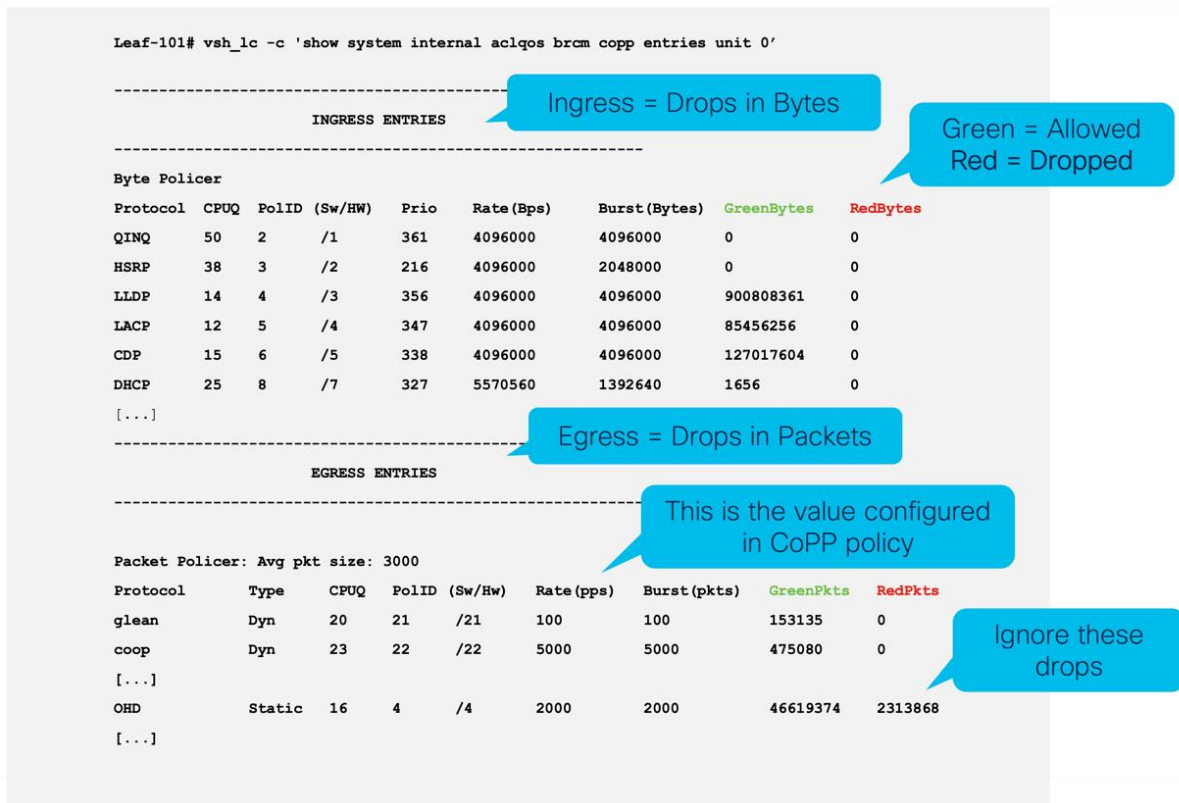 Leaf-101# vsh_lc -c 'show system internal aclqos brcm copp entries unit 0’
--------------------------------------------------
Ingress = Drops in Bytes
INGRESS ENTRIES
Green = Allowed
Red = Dropped
----------------------------------------------------------
Byte Policer
Protocol CPUQ PolID (Sw/HW) Prio Rate(Bps) Burst(Bytes) GreenBytes RedBytes
QINQ 50 2 /1 361 4096000 4096000 0 0
HSRP 38 3 /2 216 4096000 2048000 0 0
LLDP 14 4 /3 356 4096000 4096000 900808361 0
LACP 12 5 /4 347 4096000 4096000 85456256 0
CDP 15 6 /5 338 4096000 4096000 127017604 0
DHCP 25 8 /7 327 5570560 1392640 1656 0
[...]
----------------------------------------------
Egress = Drops in Packets
EGRESS ENTRIES
----------------------------------------------------------
This is the value configured
in CoPP policy
Packet Policer: Avg pkt size: 3000
Protocol Type CPUQ PolID (Sw/Hw) Rate(pps) Burst(pkts) GreenPkts RedPkts
glean Dyn 20 21 /21 100 100 153135 0
coop Dyn 23 22 /22 5000 5000 475080 0
Ignore these
drops
[...]
OHD Static 16 4 /4 2000 2000 46619374 2313868
[...]